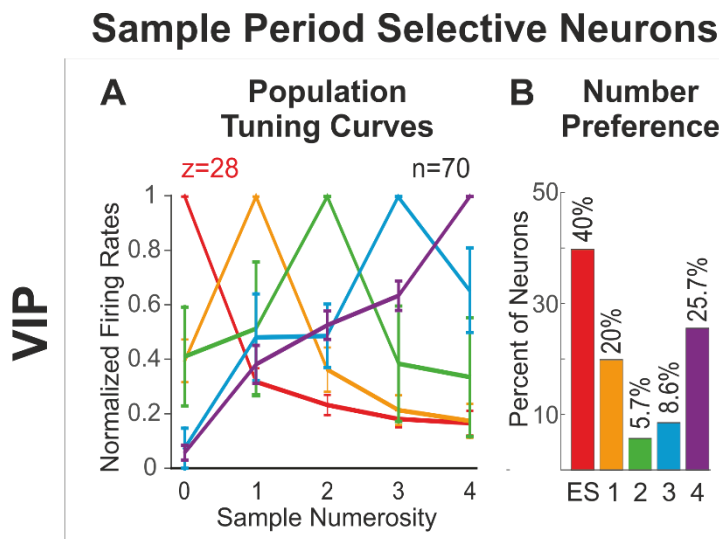 Sample Period Selective Neurons
VIP
A
Population
Tuning Curves
z=28
n=70
Normalized Firing Rates
1
0.8
0.6
0.4
0.2
0
0 1 2 3 4
Sample Numerosity
B
Number
Preference
Percent of Neurons
50
30
10
40%
20%
5.7%
8.6%
25.7%
ES 1 2 3 4